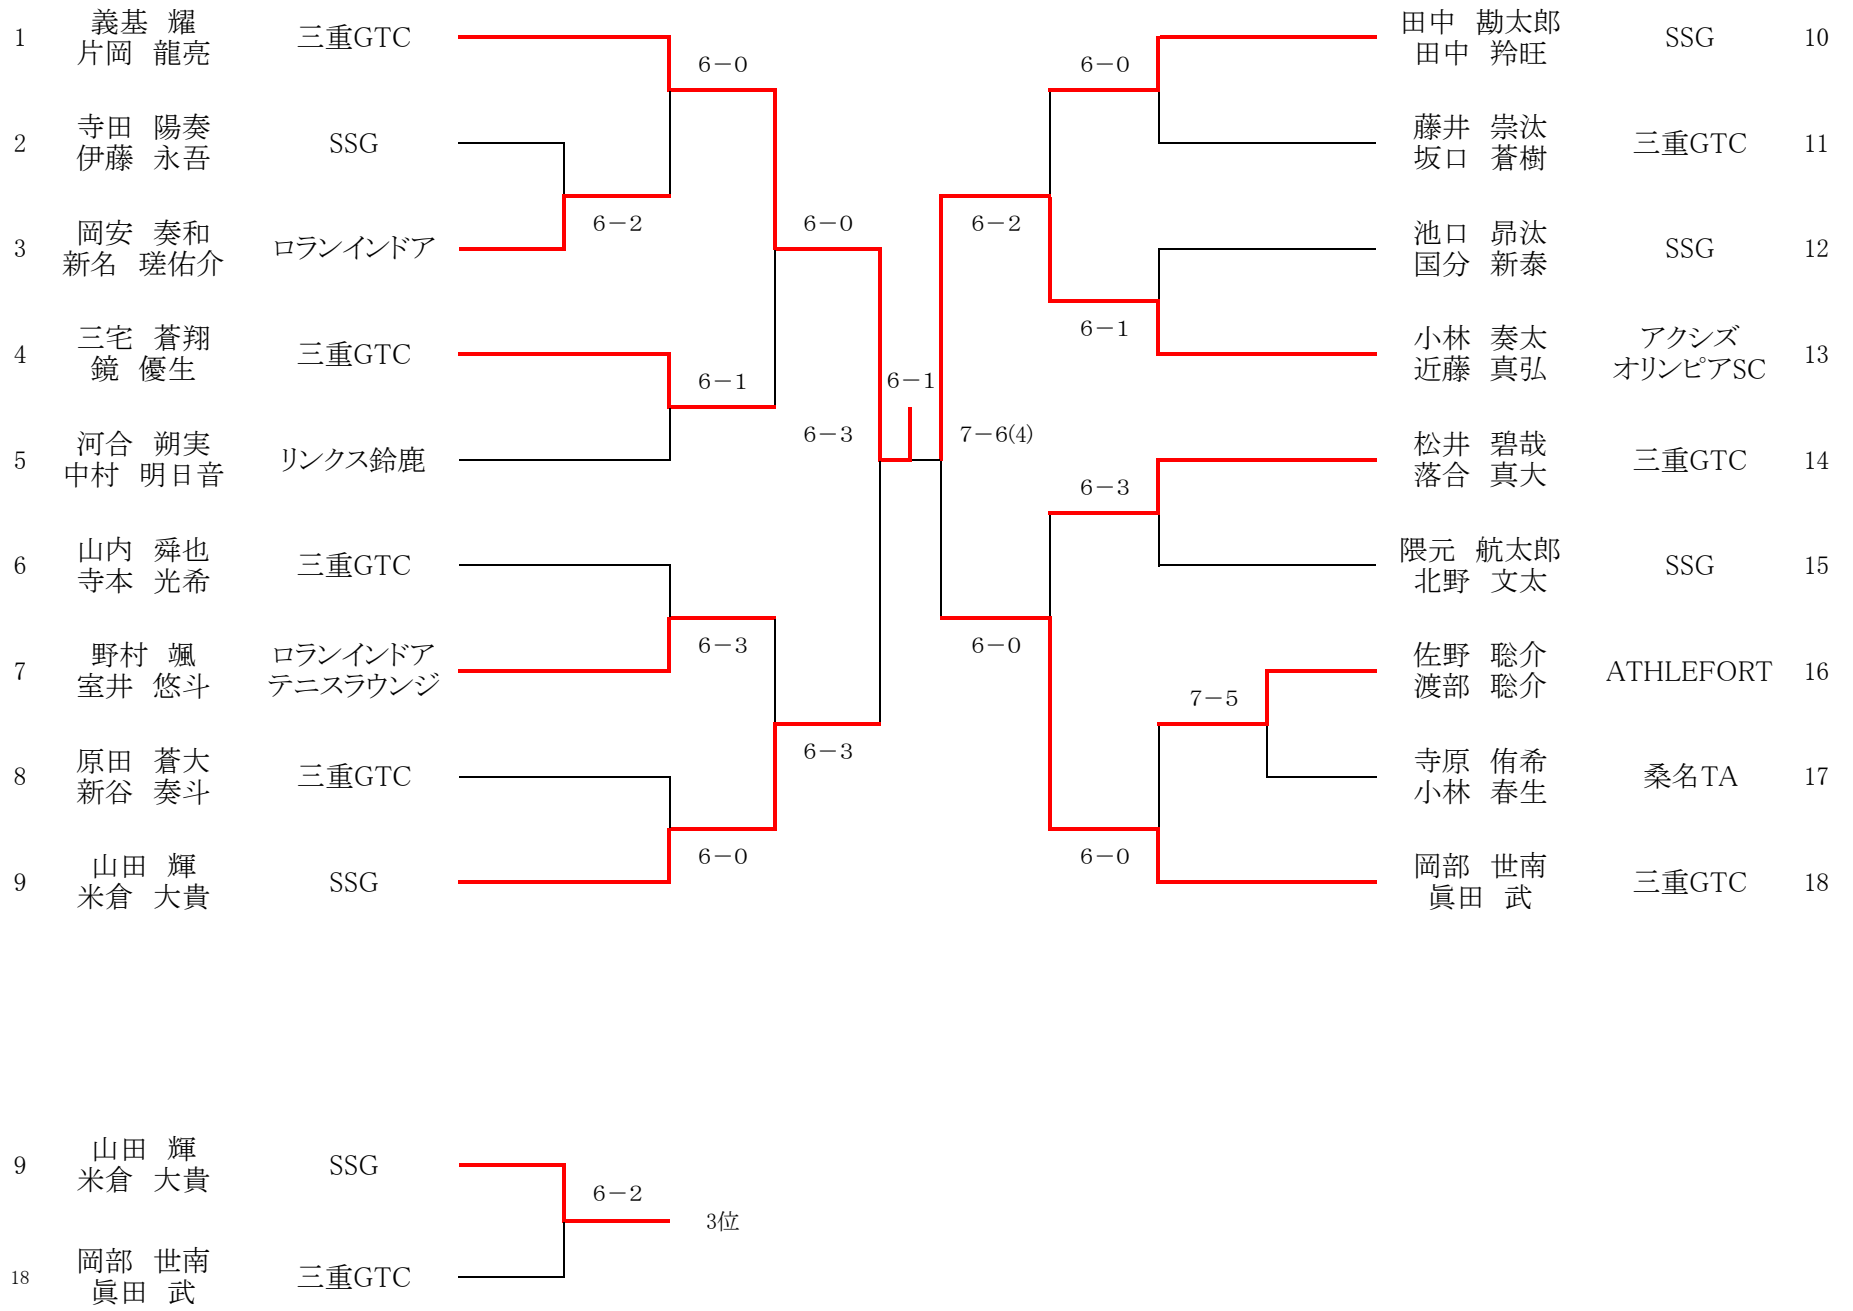 1 義基 耀 三重GTC
片岡 龍亮
6-0
2 寺田 陽奏 SSG
伊藤 永吾
6-2
3 岡安 奏和 ロランインドア
新名 瑳佑介
6-0
4 三宅 蒼翔 三重GTC
鏡 優生
6-1
5 河合 朔実 リンクス鈴鹿
中村 明日音
6-3
6-1
6 山内 舜也 三重GTC
寺本 光希
6-3
7 野村 颯 ロランインドア
室井 悠斗 テニスラウンジ
6-3
8 原田 蒼大 三重GTC
新谷 奏斗
6-0
9 山田 輝 SSG
米倉 大貴
田中 勘太郎 SSG 10
田中 羚旺
6-0
藤井 崇汰 三重GTC 11
坂口 蒼樹
6-2
池口 昴汰 SSG 12
国分 新泰
6-1
小林 奏太 アクシズ 13
近藤 真弘 オリンピアSC
7-6(4)
松井 碧哉 三重GTC 14
落合 真大
6-3
隈元 航太郎 SSG 15
北野 文太
6-0
佐野 聡介 ATHLEFORT 16
渡部 聡介
7-5
寺原 侑希 桑名TA 17
小林 春生
6-0
岡部 世南 三重GTC 18
眞田 武
9 山田 輝 SSG
米倉 大貴
6-2
3位
18 岡部 世南 三重GTC
眞田 武